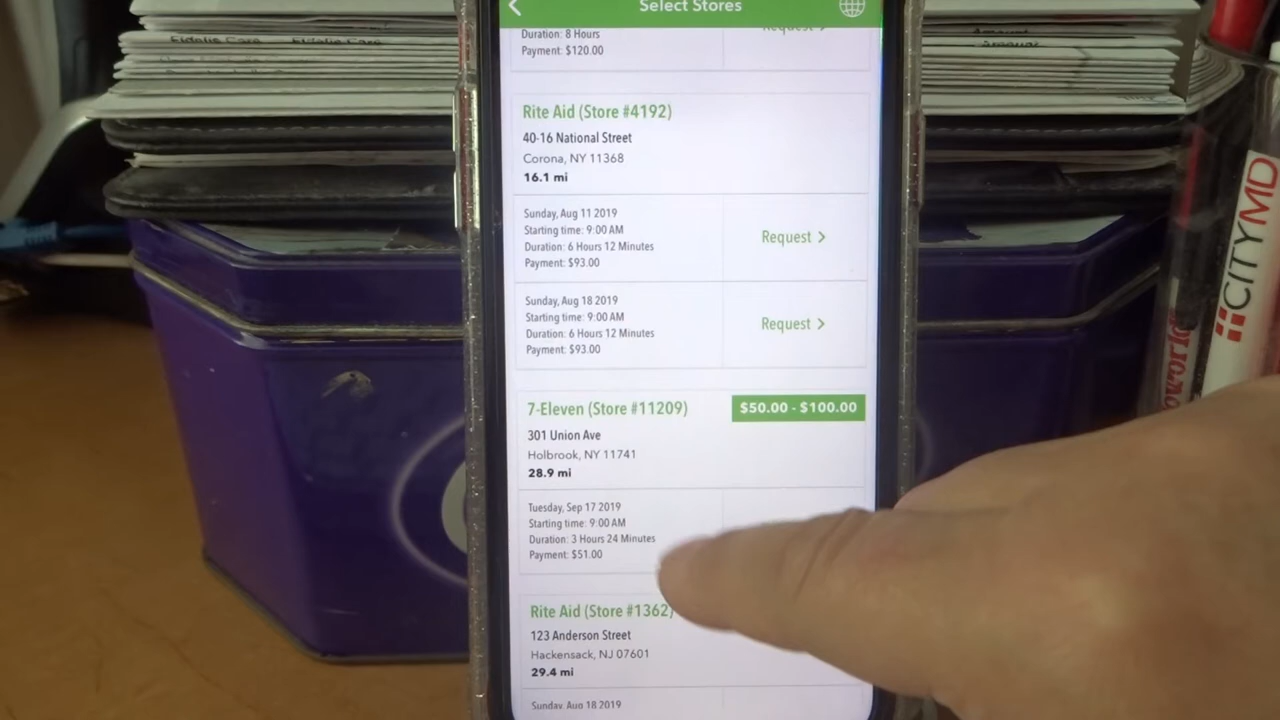 Select Stores
Duration: 8 Hours
Payment: $120.00
Request >
Rite Aid (Store #4192)
40-16 National Street
Corona, NY 11368
16.1 mi
Sunday, Aug 11 2019
Starting time: 9:00 AM
Duration: 6 Hours 12 Minutes
Payment: $93.00
Request >
Sunday, Aug 18 2019
Starting time: 9:00 AM
Duration: 6 Hours 12 Minutes
Payment: $93.00
Request >
7-Eleven (Store #11209)
$50.00 - $100.00
301 Union Ave
Holbrook, NY 11741
28.9 mi
Tuesday, Sep 17 2019
Starting time: 9:00 AM
Duration: 3 Hours 24 Minutes
Payment: $51.00
Rite Aid (Store #1362)
123 Anderson Street
Hackensack, NJ 07601
29.4 mi
Sunday, Aug 18 2019
Fidelis Care Fidelis Care
CITYMD